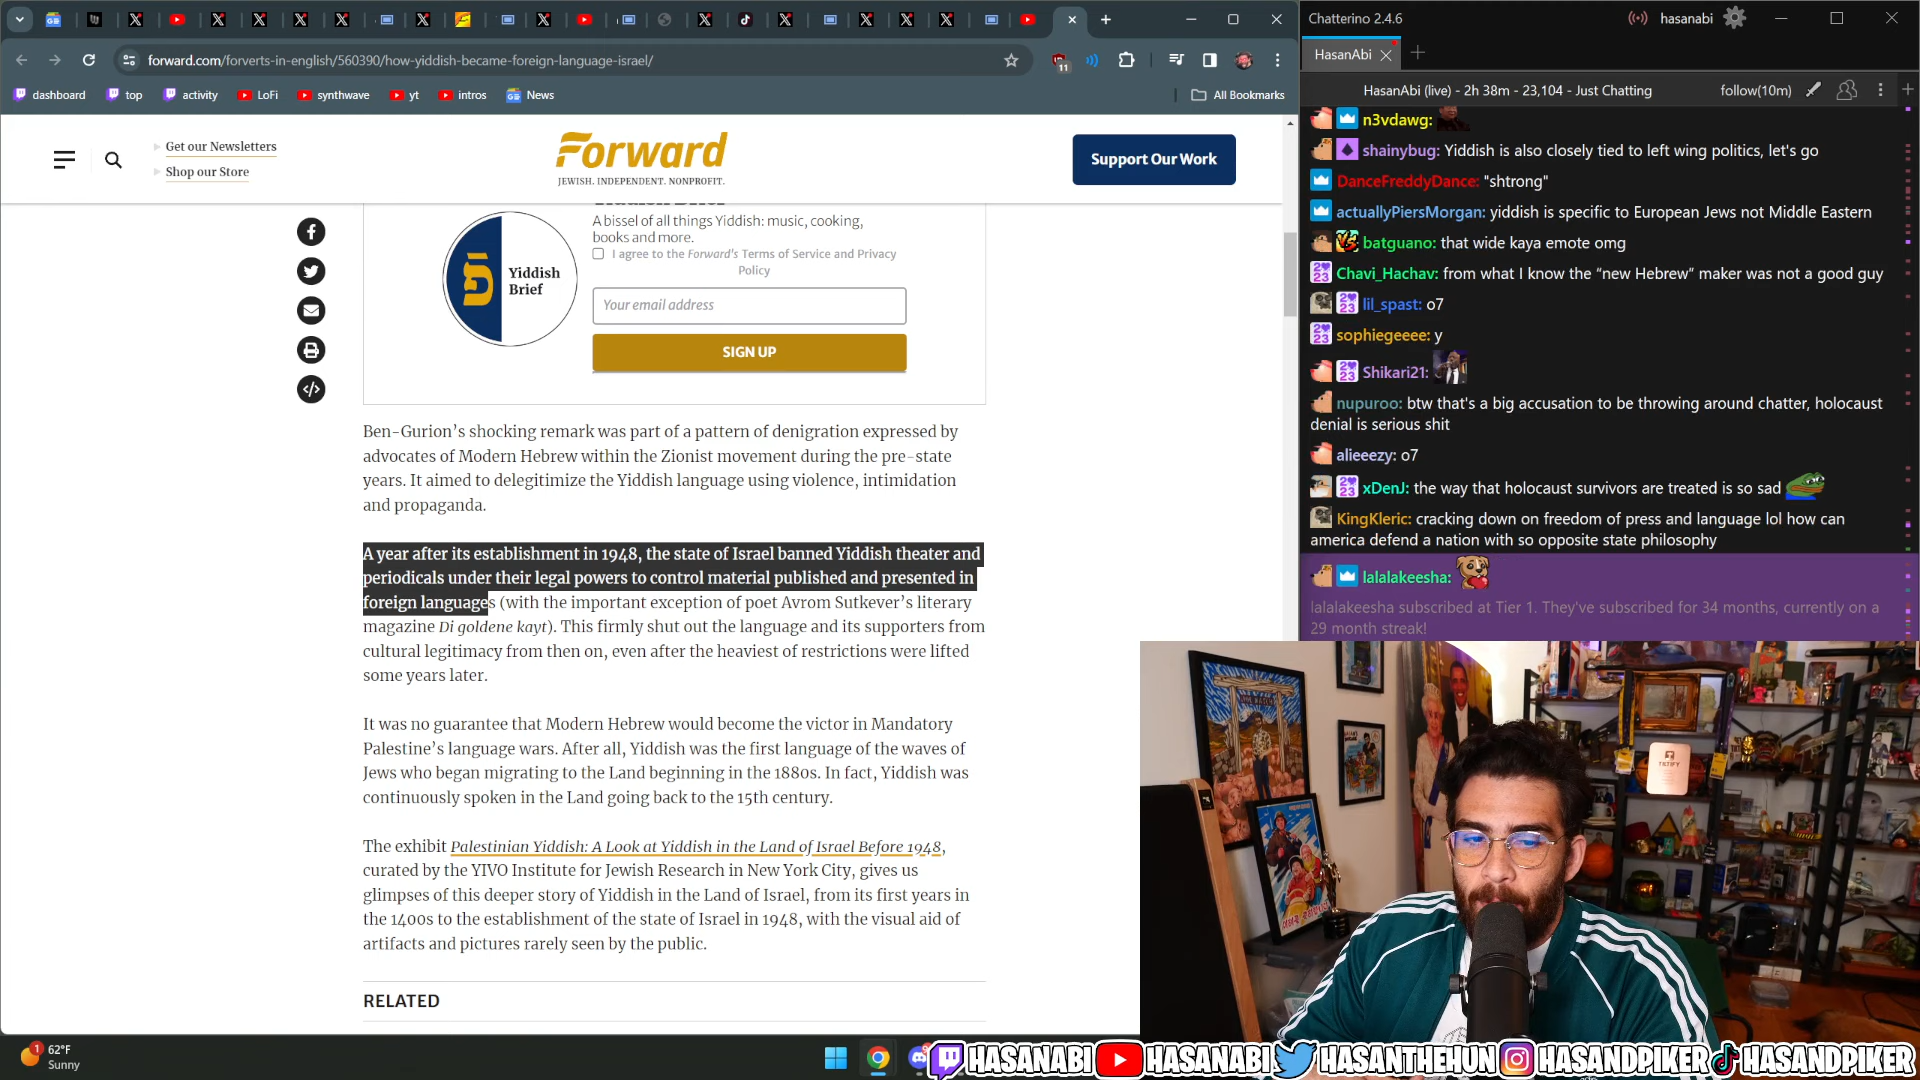 forward.com/forverts-in-english/560390/how-yiddish-became-foreign-language-israel/
11
dashboard
top
activity
LoFi
synthwave
yt
intros
News
All Bookmarks
Get our Newsletters
Shop our Store
Forward
JEWISH. INDEPENDENT. NONPROFIT.
Support Our Work
Yiddish Brief
A bissel of all things Yiddish: music, cooking,
books and more.
I agree to the Forward's Terms of Service and Privacy
Policy
Yiddish
Brief
Your email address
SIGN UP
Ben-Gurion’s shocking remark was part of a pattern of denigration expressed by
advocates of Modern Hebrew within the Zionist movement during the pre-state
years. It aimed to delegitimize the Yiddish language using violence, intimidation
and propaganda.
A year after its establishment in 1948, the state of Israel banned Yiddish theater and
periodicals under their legal powers to control material published and presented in
foreign languages (with the important exception of poet Avrom Sutkever’s literary
magazine Di goldene kayt). This firmly shut out the language and its supporters from
cultural legitimacy from then on, even after the heaviest of restrictions were lifted
some years later.
It was no guarantee that Modern Hebrew would become the victor in Mandatory
Palestine’s language wars. After all, Yiddish was the first language of the waves of
Jews who began migrating to the Land beginning in the 1880s. In fact, Yiddish was
continuously spoken in the Land going back to the 15th century.
The exhibit Palestinian Yiddish: A Look at Yiddish in the Land of Israel Before 1948,
curated by the YIVO Institute for Jewish Research in New York City, gives us
glimpses of this deeper story of Yiddish in the Land of Israel, from its first years in
the 1400s to the establishment of the state of Israel in 1948, with the visual aid of
artifacts and pictures rarely seen by the public.
RELATED
Chatterino 2.4.6
hasanabi
HasanAbi
HasanAbi (live) - 2h 38m - 23,104 - Just Chatting
follow(10m)
n3vdawg:
shainybug: Yiddish is also closely tied to left wing politics, let's go
DanceFreddyDance: "shtrong"
actuallyPiersMorgan: yiddish is specific to European Jews not Middle Eastern
batguano: that wide kaya emote omg
Chavi_Hachav: from what I know the “new Hebrew” maker was not a good guy
lil_spast: o7
sophiegeeee: y
Shikari21:
nupuroo: btw that's a big accusation to be throwing around chatter, holocaust
denial is serious shit
alieeezy: o7
xDenJ: the way that holocaust survivors are treated is so sad
KingKleric: cracking down on freedom of press and language lol how can
america defend a nation with so opposite state philosophy
lalalakeesha:
lalalakeesha subscribed at Tier 1. They've subscribed for 34 months, currently on a
29 month streak!
TILTIFY
1
62°F
Sunny
HASANABI
HASANABI
HASANTHEHUN
HASANDPIKER
HASANDPIKER